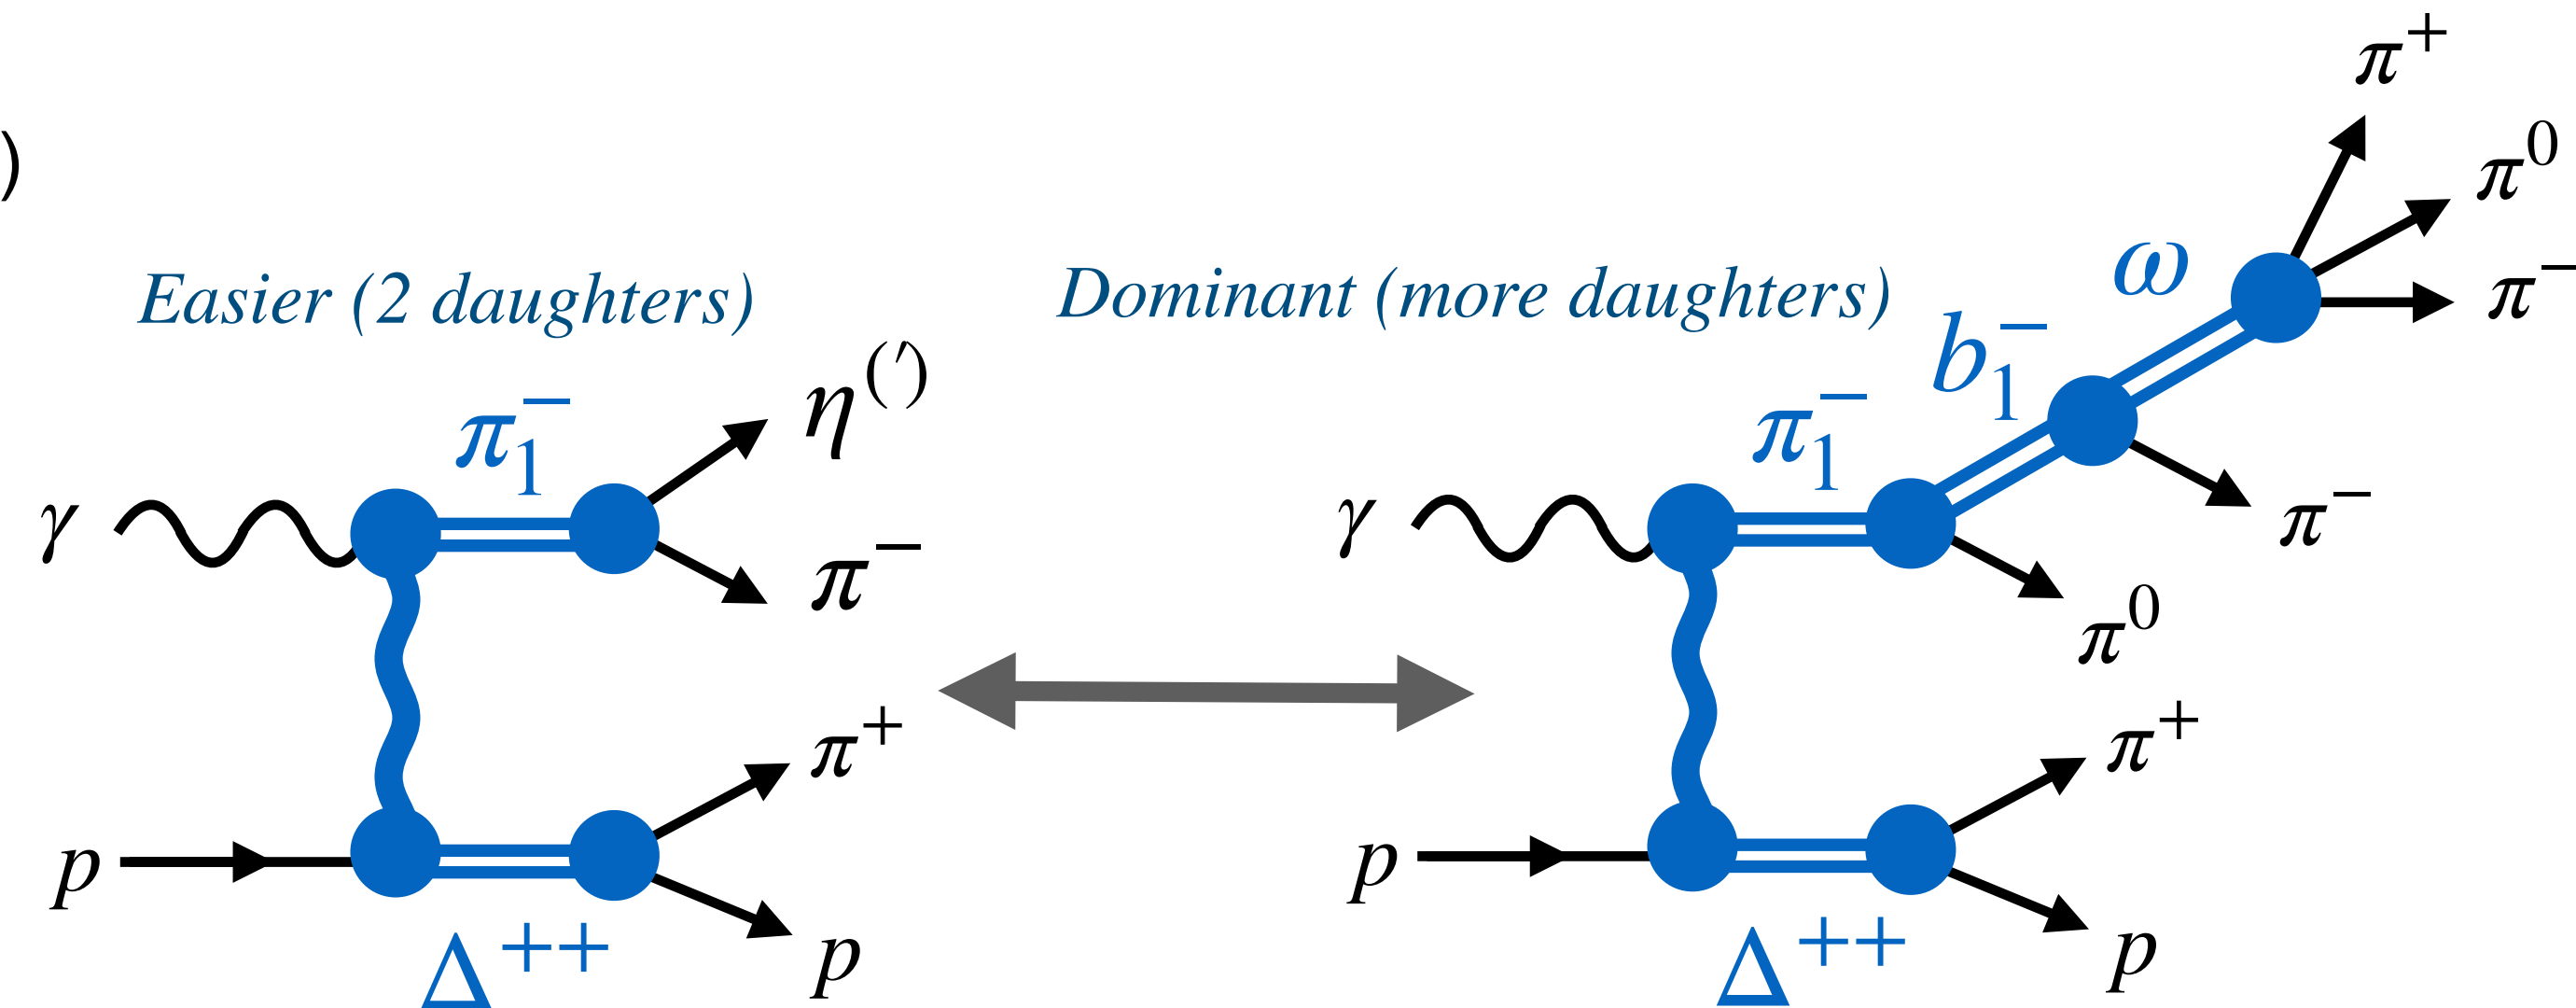 )
Easier (2 daughters)
γ
π₁⁻
η⁽′⁾
π⁻
π⁺
p
Δ⁺⁺
p
Dominant (more daughters)
γ
π₁⁻
b₁⁻
ω
π⁺
π⁰
π⁻
π⁻
π⁰
π⁺
p
Δ⁺⁺
p